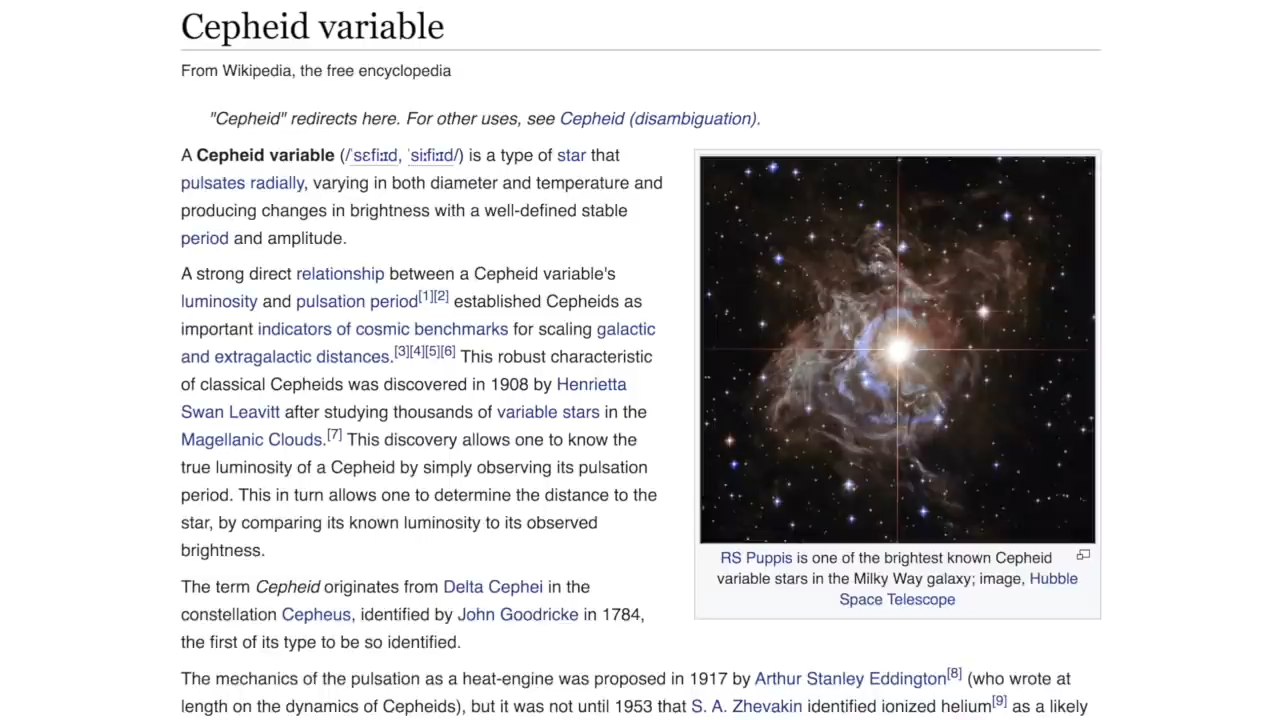 Cepheid variable
From Wikipedia, the free encyclopedia
"Cepheid" redirects here. For other uses, see Cepheid (disambiguation).
A Cepheid variable (/ˈsɛfiːɪd, ˈsiːfiːɪd/) is a type of star that
pulsates radially, varying in both diameter and temperature and
producing changes in brightness with a well-defined stable
period and amplitude.
A strong direct relationship between a Cepheid variable's
luminosity and pulsation period[1][2] established Cepheids as
important indicators of cosmic benchmarks for scaling galactic
and extragalactic distances.[3][4][5][6] This robust characteristic
of classical Cepheids was discovered in 1908 by Henrietta
Swan Leavitt after studying thousands of variable stars in the
Magellanic Clouds.[7] This discovery allows one to know the
true luminosity of a Cepheid by simply observing its pulsation
period. This in turn allows one to determine the distance to the
star, by comparing its known luminosity to its observed
brightness.
The term Cepheid originates from Delta Cephei in the
constellation Cepheus, identified by John Goodricke in 1784,
the first of its type to be so identified.
RS Puppis is one of the brightest known Cepheid
variable stars in the Milky Way galaxy; image, Hubble
Space Telescope
The mechanics of the pulsation as a heat-engine was proposed in 1917 by Arthur Stanley Eddington[8] (who wrote at
length on the dynamics of Cepheids), but it was not until 1953 that S. A. Zhevakin identified ionized helium[9] as a likely